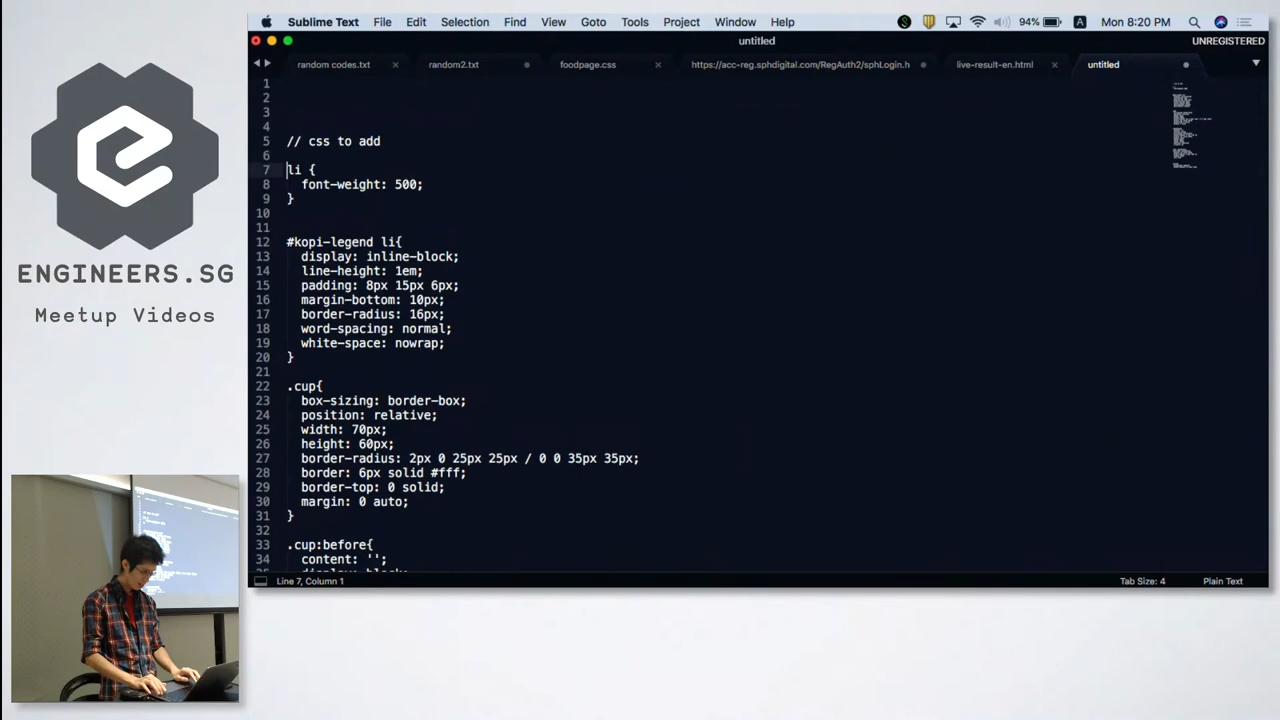 Sublime Text File Edit Selection Find View Goto Tools Project Window Help 94% A Mon 8:20 PM
untitled UNREGISTERED
random codes.txt random2.txt foodpage.css https://acc-reg.sphdigital.com/RegAuth2/sphLogin.h live-result-en.html untitled
1
2
3
4
5 // css to add
6
7 li {
8 font-weight: 500;
9 }
10
11
12 #kopi-legend li{
13 display: inline-block;
14 line-height: 1em;
15 padding: 8px 15px 6px;
16 margin-bottom: 10px;
17 border-radius: 16px;
18 word-spacing: normal;
19 white-space: nowrap;
20 }
21
22 .cup{
23 box-sizing: border-box;
24 position: relative;
25 width: 70px;
26 height: 60px;
27 border-radius: 2px 0 25px 25px / 0 0 35px 35px;
28 border: 6px solid #fff;
29 border-top: 0 solid;
30 margin: 0 auto;
31 }
32
33 .cup:before{
34 content: '';
Line 7, Column 1 Tab Size: 4 Plain Text
ENGINEERS.SG
Meetup Videos